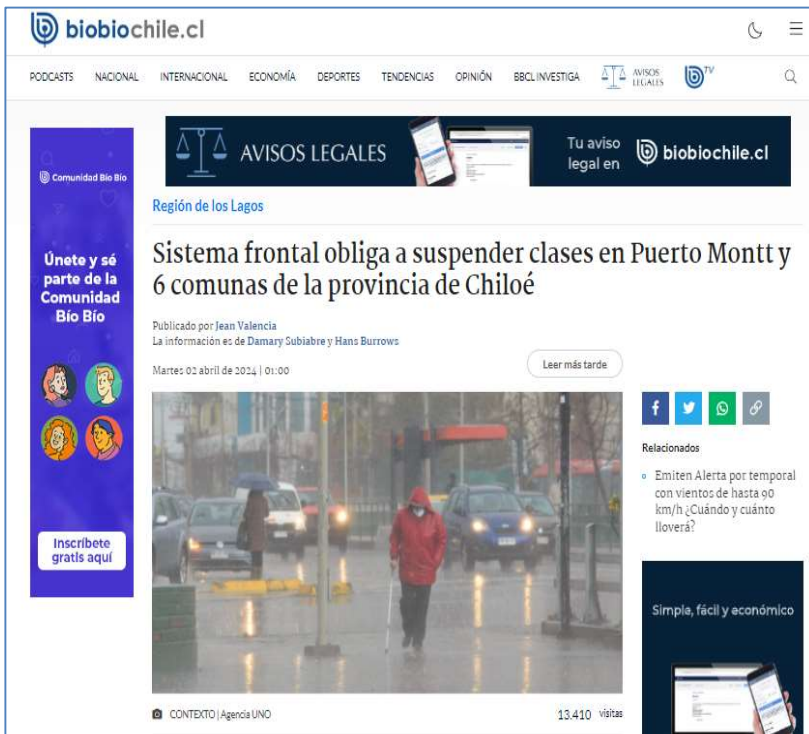 biobiochile.cl
PODCASTS NACIONAL INTERNACIONAL ECONOMÍA DEPORTES TENDENCIAS OPINIÓN BBCL INVESTIGA AVISOS LEGALES TV
Comunidad Bío Bío
Únete y sé
parte de la
Comunidad
Bío Bío
Inscríbete
gratis aquí
AVISOS LEGALES
Tu aviso
legal en
biobiochile.cl
Región de los Lagos
Sistema frontal obliga a suspender clases en Puerto Montt y
6 comunas de la provincia de Chiloé
Publicado por Jean Valencia
La información es de Damary Subiabre y Hans Burrows
Martes 02 abril de 2024 | 01:00
Leer más tarde
CONTEXTO | Agencia UNO
13.410 visitas
Relacionados
Emiten Alerta por temporal
con vientos de hasta 90
km/h ¿Cuándo y cuánto
lloverá?
Simple, fácil y económico